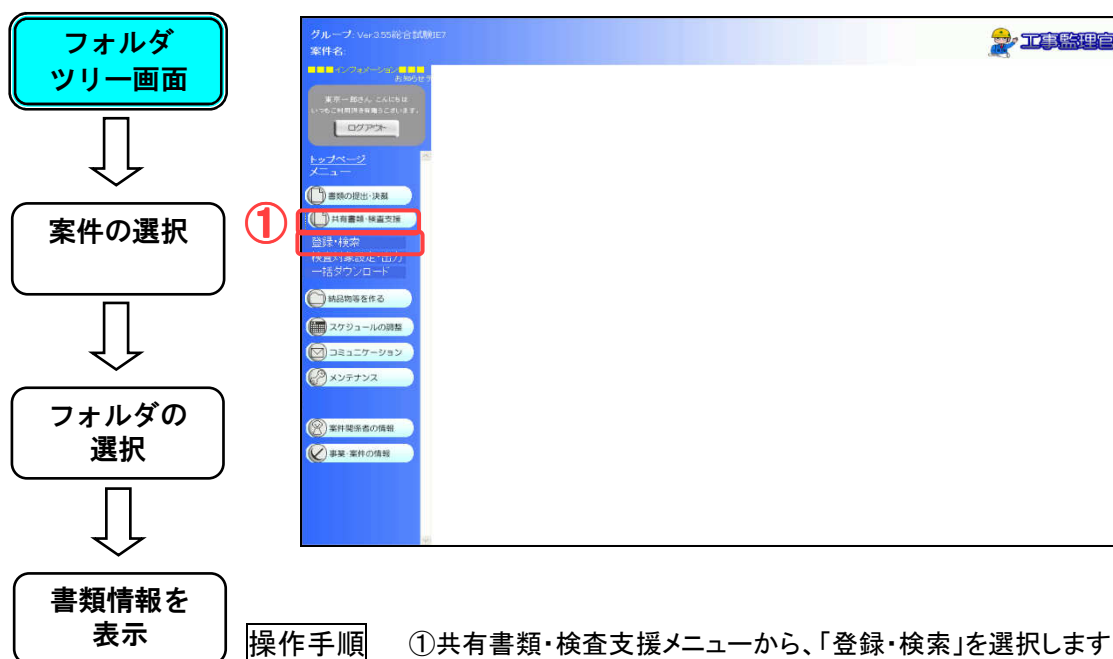 フォルダ
ツリー画面
案件の選択
フォルダの
選択
書類情報を
表示
グループ: Ver3.55総合試験IE7
案件名:
工事監理官
■■■インフォメーション■■■
お知らせ
東京一郎さん こんにちは
いつもご利用頂き有難うございます。
ログアウト
トップページ
メニュー
書類の提出・決裁
①
共有書類・検査支援
登録・検索
検査対象設定・出力
一括ダウンロード
納品物等を作る
スケジュールの調整
コミュニケーション
メンテナンス
案件関係者の情報
事業・案件の情報
操作手順 ①共有書類・検査支援メニューから、「登録・検索」を選択します